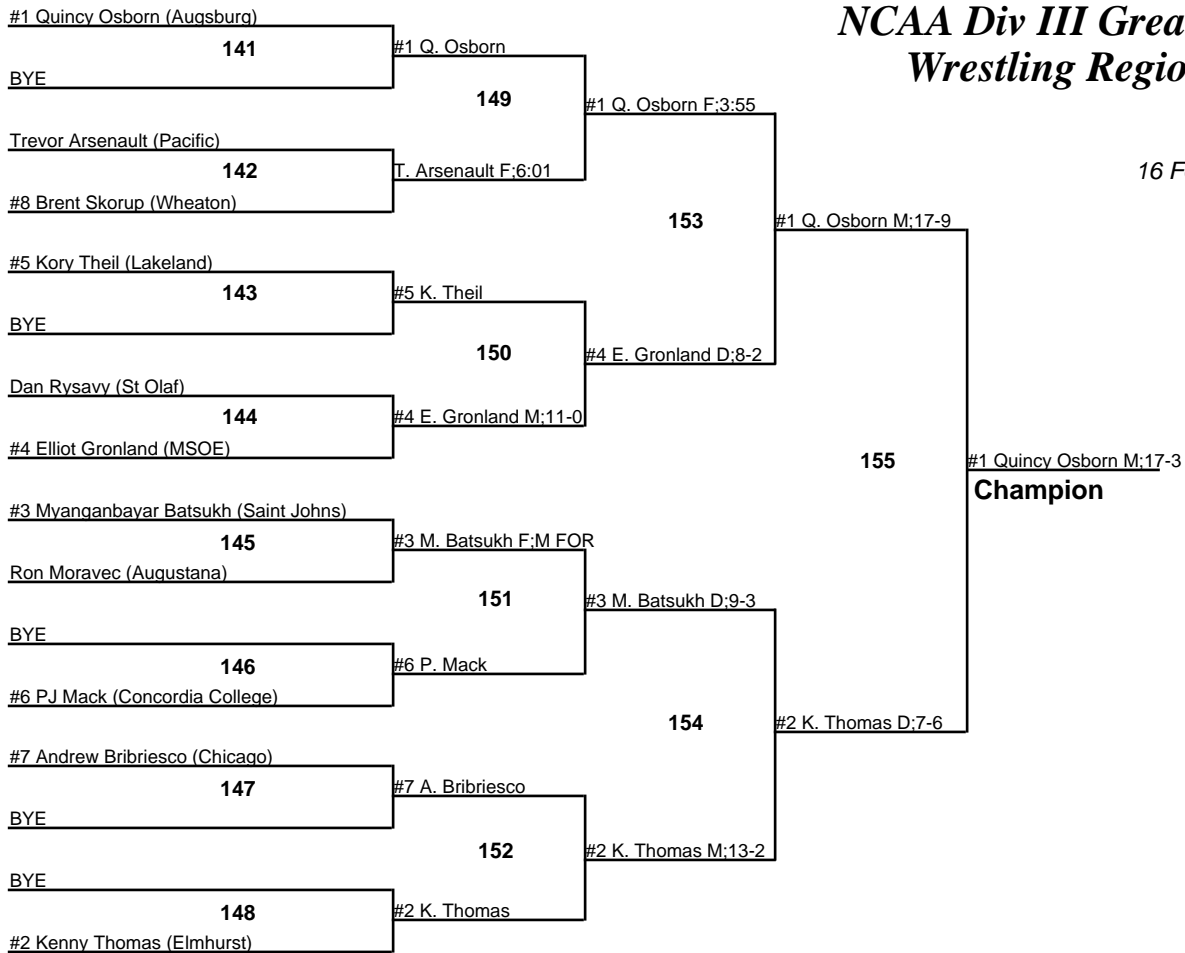 NCAA Div III Grea
Wrestling Regio
16 F
#1 Quincy Osborn (Augsburg)
141
BYE
Trevor Arsenault (Pacific)
142
#8 Brent Skorup (Wheaton)
#5 Kory Theil (Lakeland)
143
BYE
Dan Rysavy (St Olaf)
144
#4 Elliot Gronland (MSOE)
#3 Myanganbayar Batsukh (Saint Johns)
145
Ron Moravec (Augustana)
BYE
146
#6 PJ Mack (Concordia College)
#7 Andrew Bribriesco (Chicago)
147
BYE
BYE
148
#2 Kenny Thomas (Elmhurst)
#1 Q. Osborn
149
T. Arsenault F;6:01
#5 K. Theil
150
#4 E. Gronland M;11-0
#3 M. Batsukh F;M FOR
151
#6 P. Mack
#7 A. Bribriesco
152
#2 K. Thomas
#1 Q. Osborn F;3:55
153
#4 E. Gronland D;8-2
#3 M. Batsukh D;9-3
154
#2 K. Thomas M;13-2
#1 Q. Osborn M;17-9
155
#2 K. Thomas D;7-6
#1 Quincy Osborn M;17-3
Champion